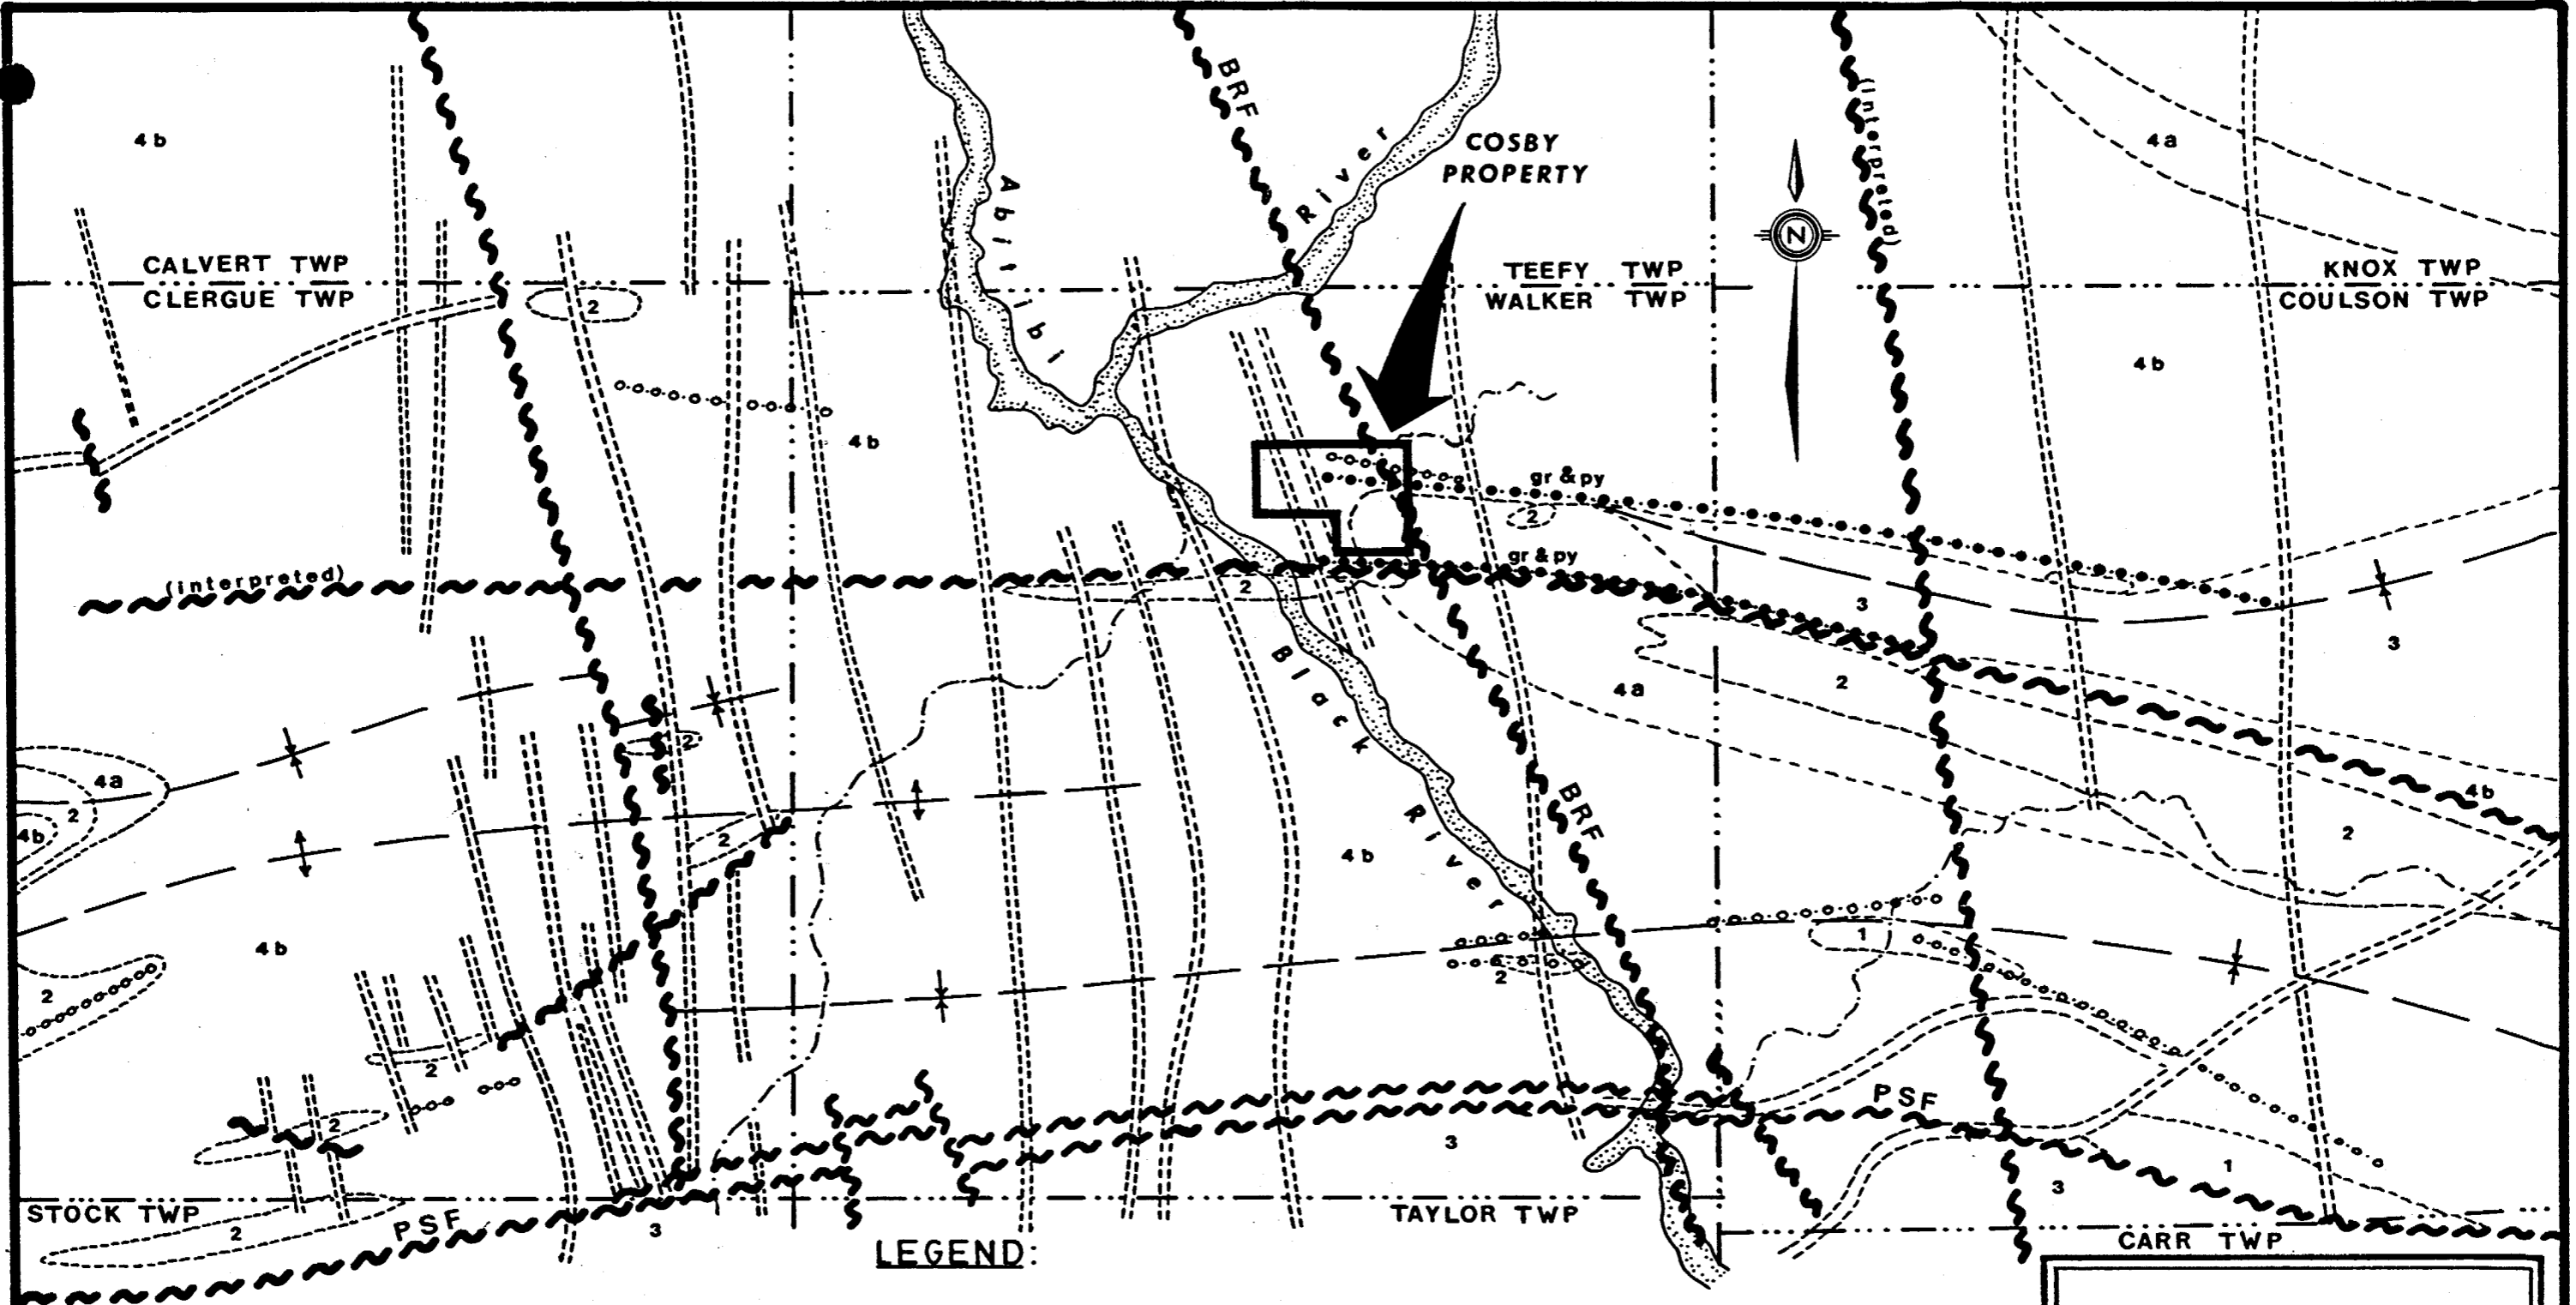 4b
BRF
River
COSBY
PROPERTY
(Interpreted)
4a
Abitibi
N
CALVERT TWP
CLERGUE TWP
2
TEEFY TWP
WALKER TWP
KNOX TWP
COULSON TWP
4b
4b
gr & py
2
gr & py
(interpreted)
2
3
3
Black River
4a
2
2
4a
2
4b
2
4b
BRF
4b
2
4b
1
2
2
2
PSF
2
3
1
3
STOCK TWP
2
PSF
3
TAYLOR TWP
CARR TWP
LEGEND: